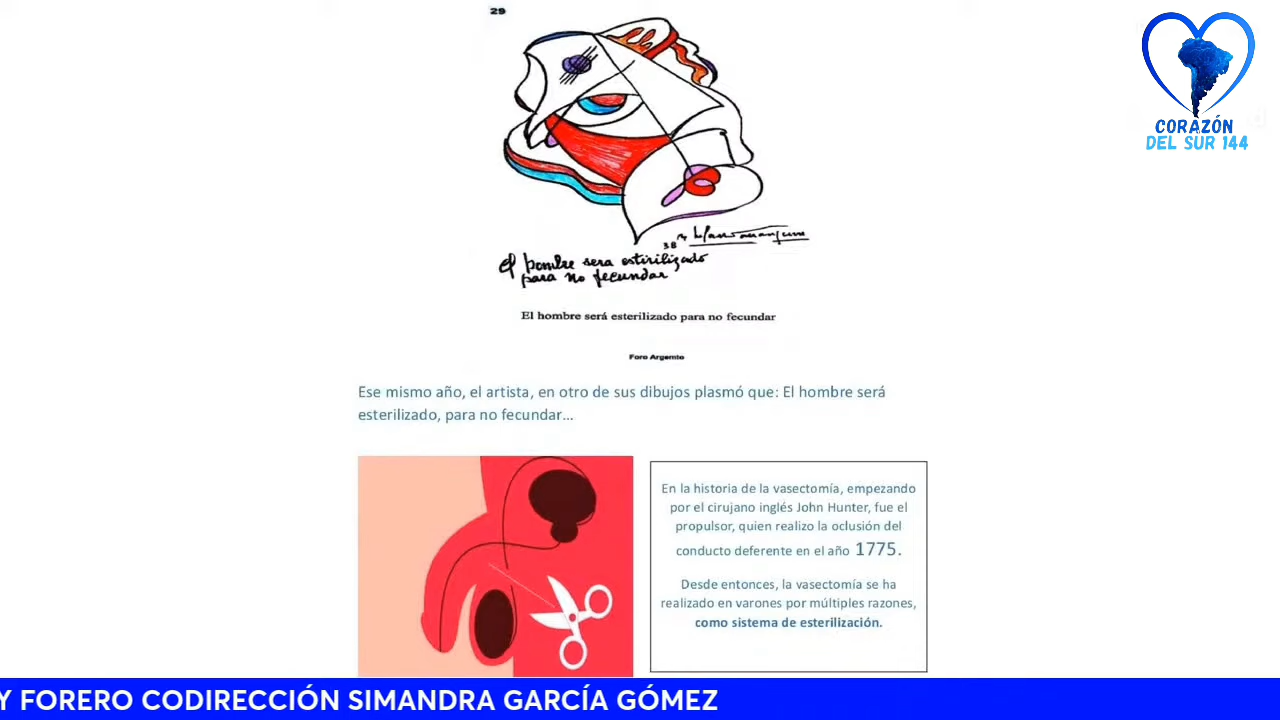 29
CORAZÓN
DEL SUR 144
38
El hombre sera esterilizado
para no fecundar
El hombre será esterilizado para no fecundar
Foro Argemto
Ese mismo año, el artista, en otro de sus dibujos plasmó que: El hombre será
esterilizado, para no fecundar...
En la historia de la vasectomía, empezando
por el cirujano inglés John Hunter, fue el
propulsor, quien realizo la oclusión del
conducto deferente en el año 1775.
Desde entonces, la vasectomía se ha
realizado en varones por múltiples razones,
como sistema de esterilización.
Y FORERO CODIRECCIÓN SIMANDRA GARCÍA GÓMEZ